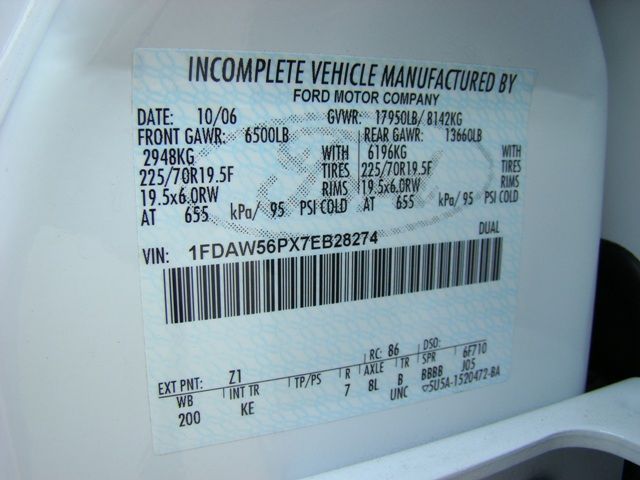 INCOMPLETE VEHICLE MANUFACTURED BY
FORD MOTOR COMPANY
DATE: 10/06 GVWR: 17950LB/ 8142KG
FRONT GAWR: 6500LB REAR GAWR: 13660LB
2948KG WITH 6196KG WITH
225/70R19.5F TIRES 225/70R19.5F TIRES
19.5x6.0RW RIMS 19.5x6.0RW RIMS
AT 655 kPa/ 95 PSI COLD AT 655 kPa/ 95 PSI COLD
VIN: 1FDAW56PX7EB28274 DUAL
EXT PNT: Z1 RC: 86 DSO: 6F710
WB INT TR TP/PS R AXLE TR SPR J05
200 KE 7 8L B BBBB
UNC 5U5A-1520472-BA